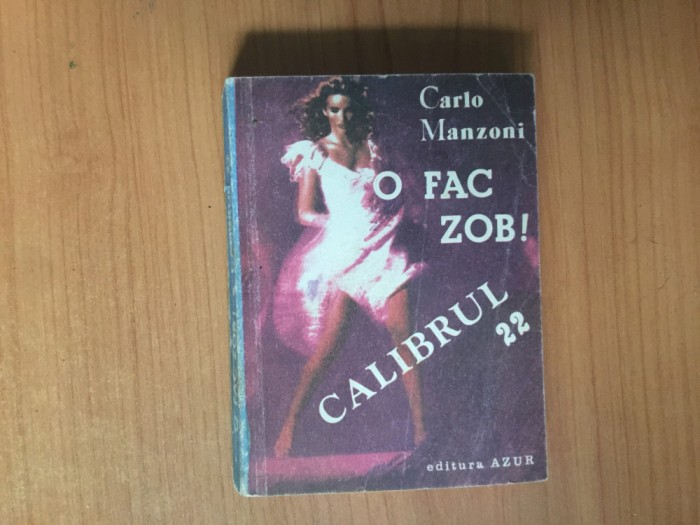 Carlo
Manzoni
O FAC
ZOB!
CALIBRUL
22
editura AZUR